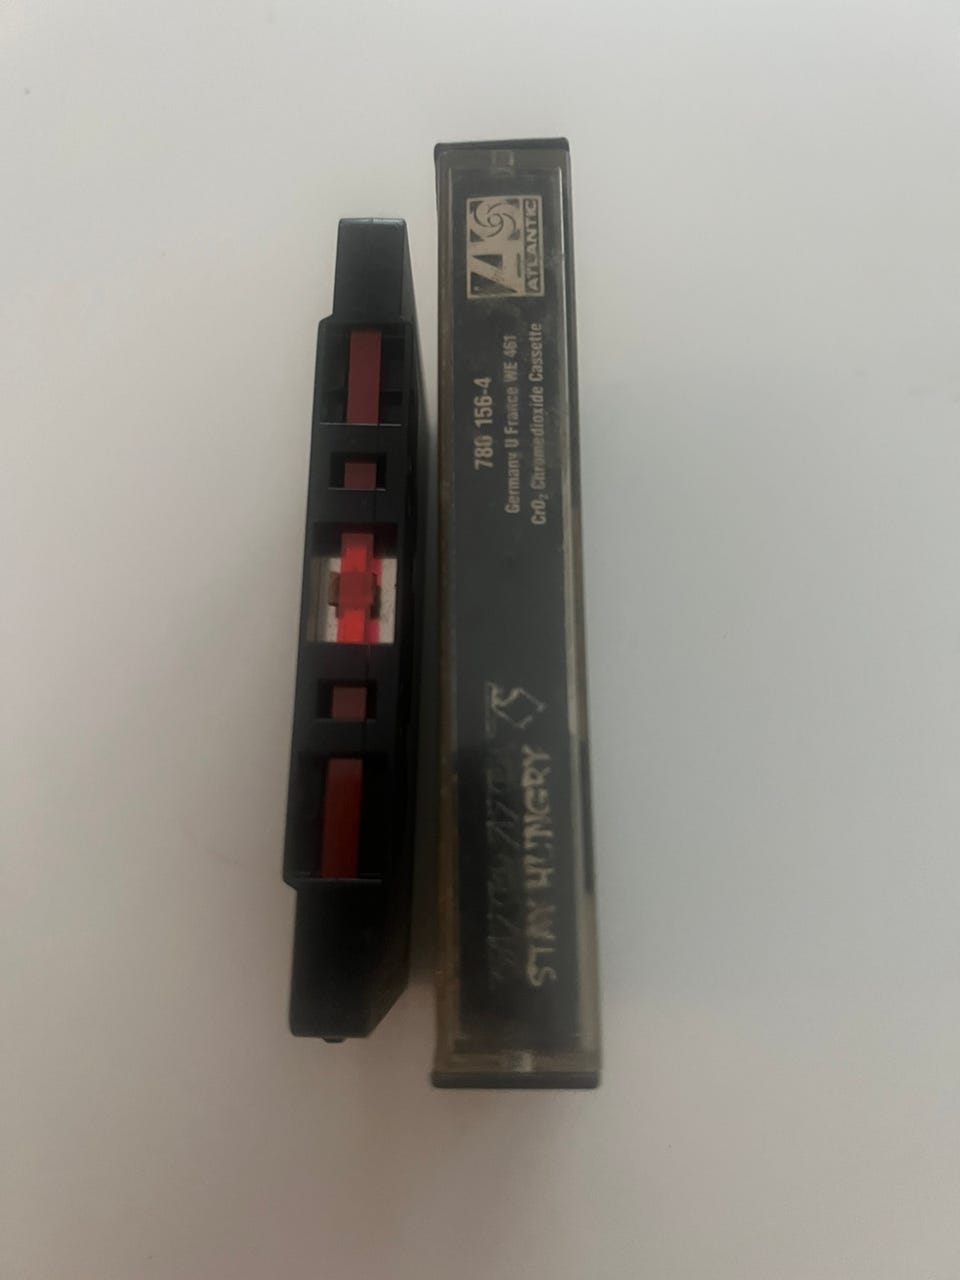 ATLANTIC
780 156-4
Germany U France WE 461
CrO₂ Chromedioxide Cassette
STAY HUNGRY